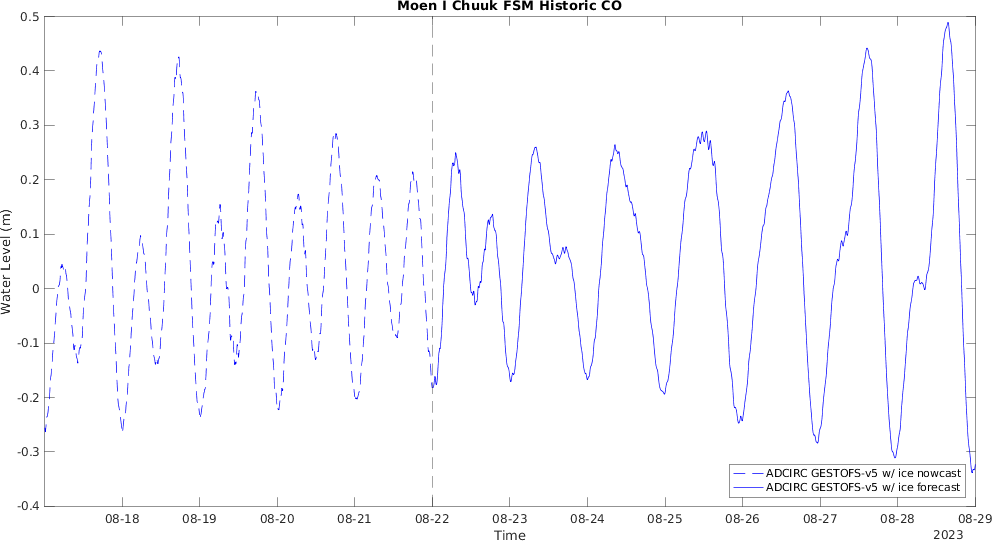 Moen I Chuuk FSM Historic CO
0.5
0.4
0.3
0.2
0.1
0
-0.1
-0.2
-0.3
-0.4
Water Level (m)
ADCIRC GESTOFS-v5 w/ ice nowcast
ADCIRC GESTOFS-v5 w/ ice forecast
08-18 08-19 08-20 08-21 08-22 08-23 08-24 08-25 08-26 08-27 08-28 08-29
Time
2023